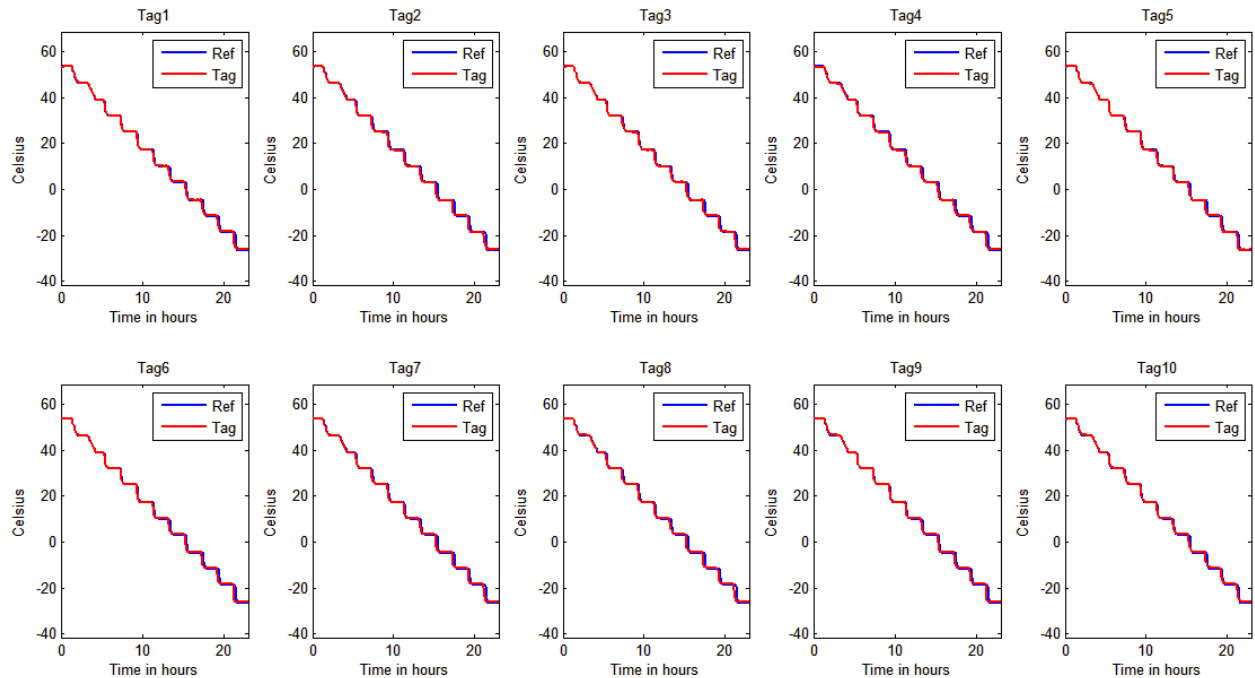 Tag1
60
40
20
0
-20
-40
Celsius
Ref
Tag
0 10 20
Time in hours
Tag2
60
40
20
0
-20
-40
Celsius
Ref
Tag
0 10 20
Time in hours
Tag3
60
40
20
0
-20
-40
Celsius
Ref
Tag
0 10 20
Time in hours
Tag4
60
40
20
0
-20
-40
Celsius
Ref
Tag
0 10 20
Time in hours
Tag5
60
40
20
0
-20
-40
Celsius
Ref
Tag
0 10 20
Time in hours
Tag6
60
40
20
0
-20
-40
Celsius
Ref
Tag
0 10 20
Time in hours
Tag7
60
40
20
0
-20
-40
Celsius
Ref
Tag
0 10 20
Time in hours
Tag8
60
40
20
0
-20
-40
Celsius
Ref
Tag
0 10 20
Time in hours
Tag9
60
40
20
0
-20
-40
Celsius
Ref
Tag
0 10 20
Time in hours
Tag10
60
40
20
0
-20
-40
Celsius
Ref
Tag
0 10 20
Time in hours